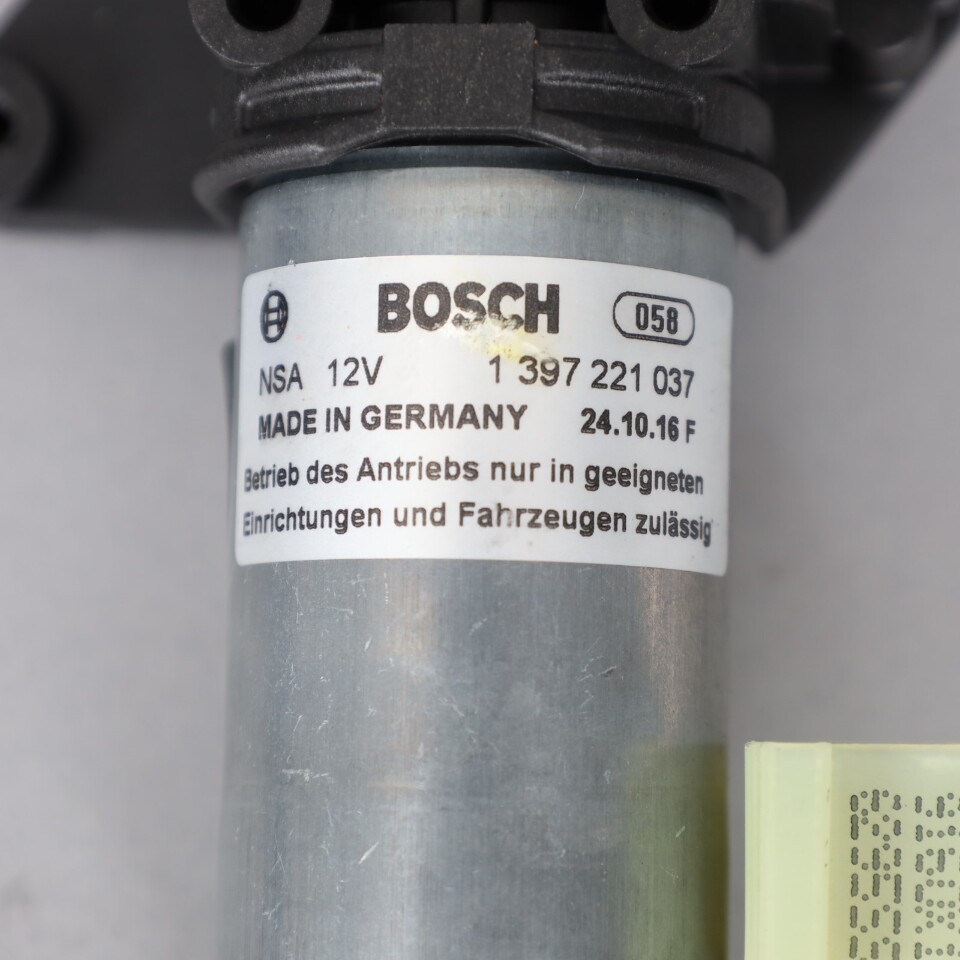 BOSCH 058
NSA 12V 1 397 221 037
MADE IN GERMANY 24.10.16 F
Betrieb des Antriebs nur in geeigneten
Einrichtungen und Fahrzeugen zulässig